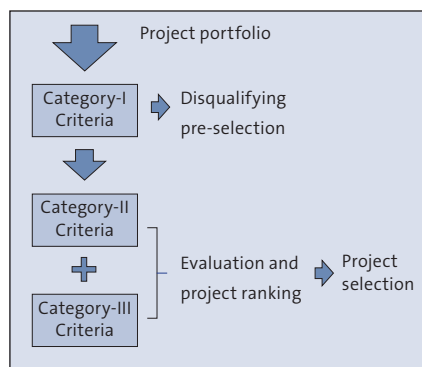 Project portfolio
Category-I
Criteria
Disqualifying
pre-selection
Category-II
Criteria
Evaluation and
project ranking
Project
selection
Category-III
Criteria